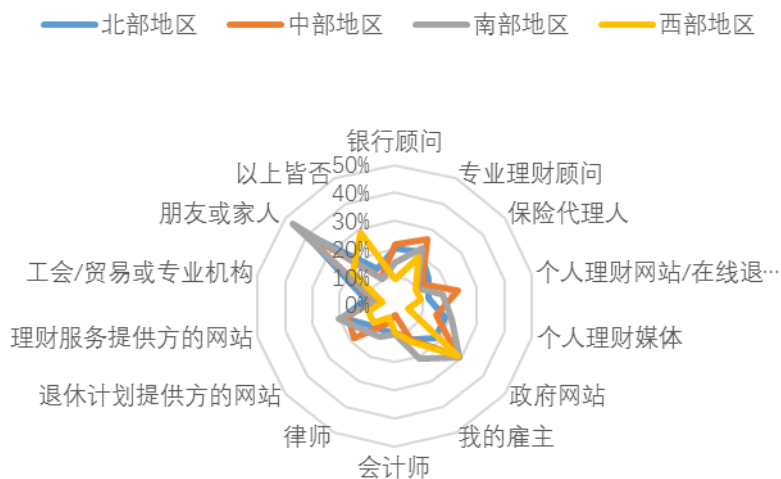 北部地区 中部地区 南部地区 西部地区
银行顾问
以上皆否 50% 专业理财顾问
朋友或家人 40% 保险代理人
30%
20%
工会/贸易或专业机构 10% 个人理财网站/在线退…
0%
理财服务提供方的网站 个人理财媒体
退休计划提供方的网站 政府网站
律师 我的雇主
会计师